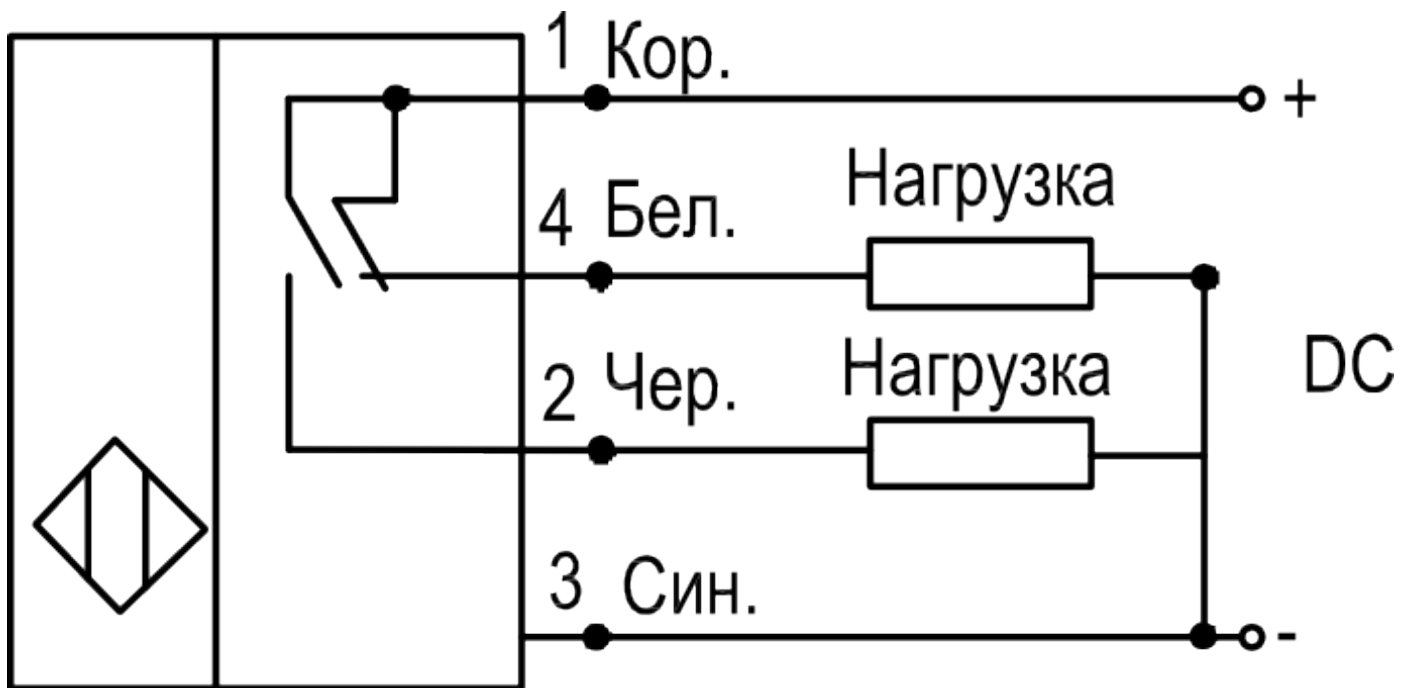 1 Кор.
+
4 Бел.
Нагрузка
2 Чер.
Нагрузка
DC
3 Син.
-